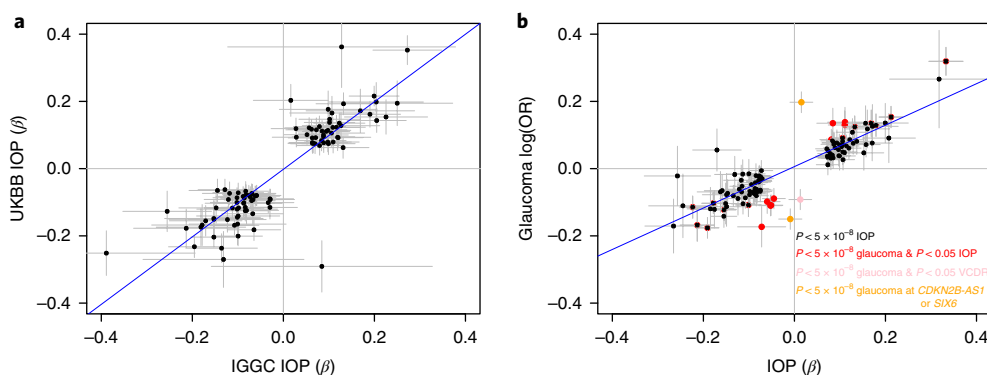 a
UKBB IOP (β)
0.4
0.2
0.0
−0.2
−0.4
−0.4 −0.2 0.0 0.2 0.4
IGGC IOP (β)
b
Glaucoma log(OR)
0.4
0.2
0.0
−0.2
−0.4
P < 5 × 10⁻⁸ IOP
P < 5 × 10⁻⁸ glaucoma & P < 0.05 IOP
P < 5 × 10⁻⁸ glaucoma & P < 0.05 VCDR
P < 5 × 10⁻⁸ glaucoma at CDKN2B-AS1
or SIX6
−0.4 −0.2 0.0 0.2 0.4
IOP (β)